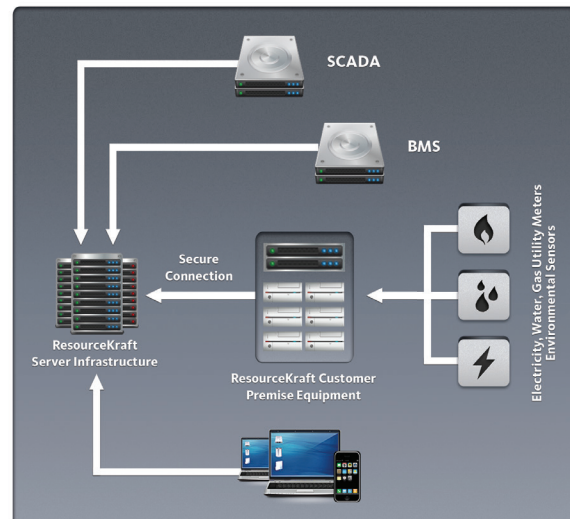 SCADA
BMS
Secure
Connection
ResourceKraft
Server Infrastructure
ResourceKraft Customer
Premise Equipment
Electricity, Water, Gas Utility Meters
Environmental Sensors